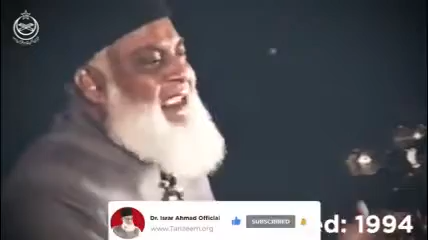 ed: 1994
Dr. Israr Ahmad Official
www.Tanzeem.org
SUBSCRIBED